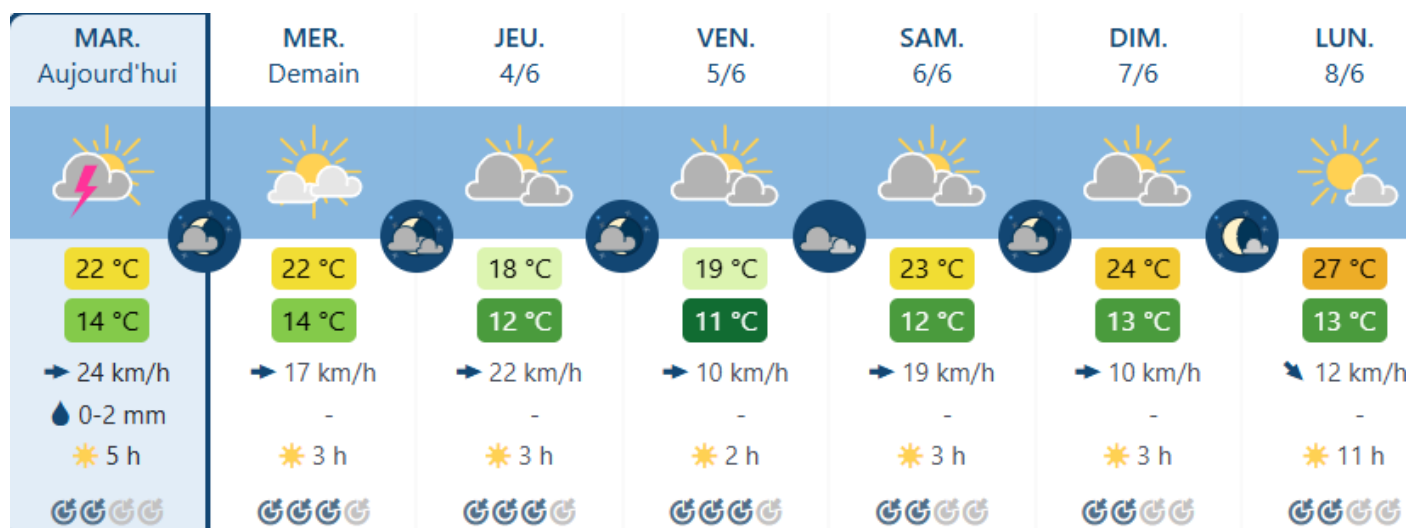 MAR. MER. JEU. VEN. SAM. DIM. LUN.
Aujourd'hui Demain 4/6 5/6 6/6 7/6 8/6
22 °C 22 °C 18 °C 19 °C 23 °C 24 °C 27 °C
14 °C 14 °C 12 °C 11 °C 12 °C 13 °C 13 °C
24 km/h 17 km/h 22 km/h 10 km/h 19 km/h 10 km/h 12 km/h
0-2 mm - - - - - -
5 h 3 h 3 h 2 h 3 h 3 h 11 h